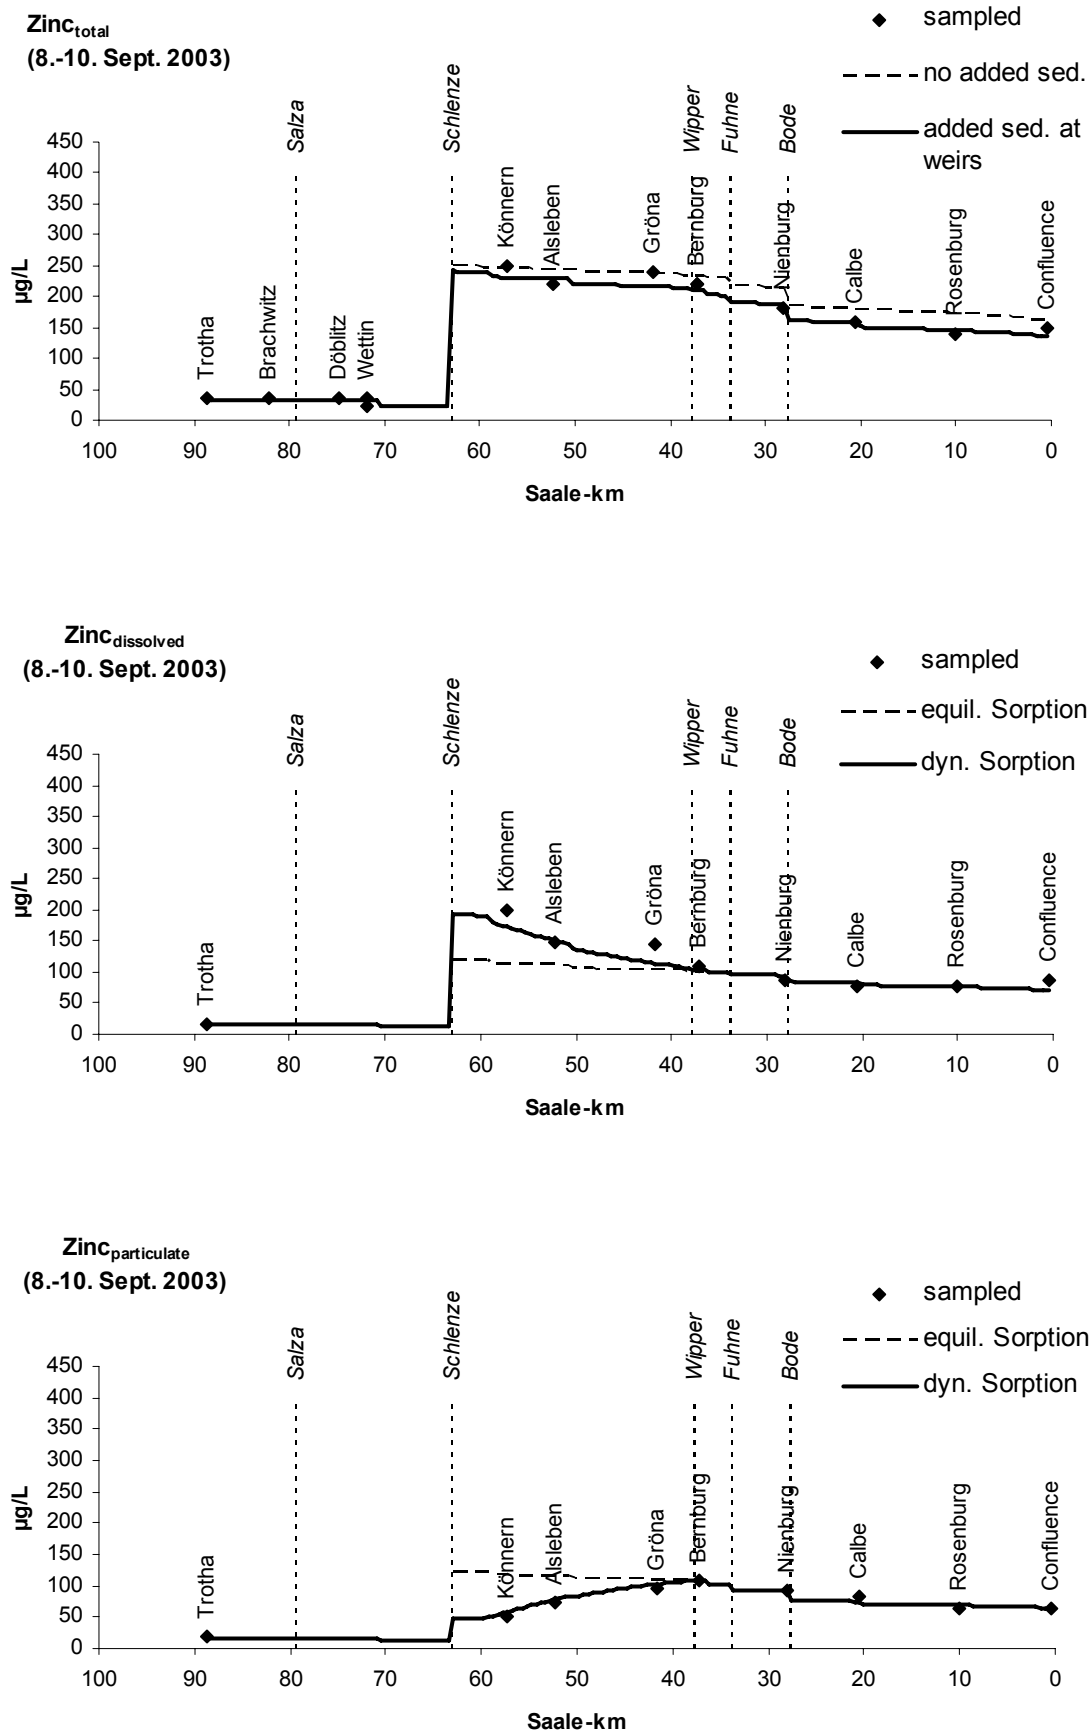 Zinc total
(8.-10. Sept. 2003)
sampled
no added sed.
added sed. at
weirs
Salza
Schlenze
Wipper
Fuhne
Bode
450
400
350
300
250
200
150
100
50
0
µg/L
Trotha
Brachwitz
Döblitz
Wettin
Könnern
Alsleben
Gröna
Bernburg
Nienburg
Calbe
Rosenburg
Confluence
100 90 80 70 60 50 40 30 20 10 0
Saale-km
Zinc dissolved
(8.-10. Sept. 2003)
sampled
equil. Sorption
dyn. Sorption
Salza
Schlenze
Wipper
Fuhne
Bode
450
400
350
300
250
200
150
100
50
0
µg/L
Trotha
Könnern
Alsleben
Gröna
Bernburg
Nienburg
Calbe
Rosenburg
Confluence
100 90 80 70 60 50 40 30 20 10 0
Saale-km
Zinc particulate
(8.-10. Sept. 2003)
sampled
equil. Sorption
dyn. Sorption
Salza
Schlenze
Wipper
Fuhne
Bode
450
400
350
300
250
200
150
100
50
0
µg/L
Trotha
Könnern
Alsleben
Gröna
Bernburg
Nienburg
Calbe
Rosenburg
Confluence
100 90 80 70 60 50 40 30 20 10 0
Saale-km